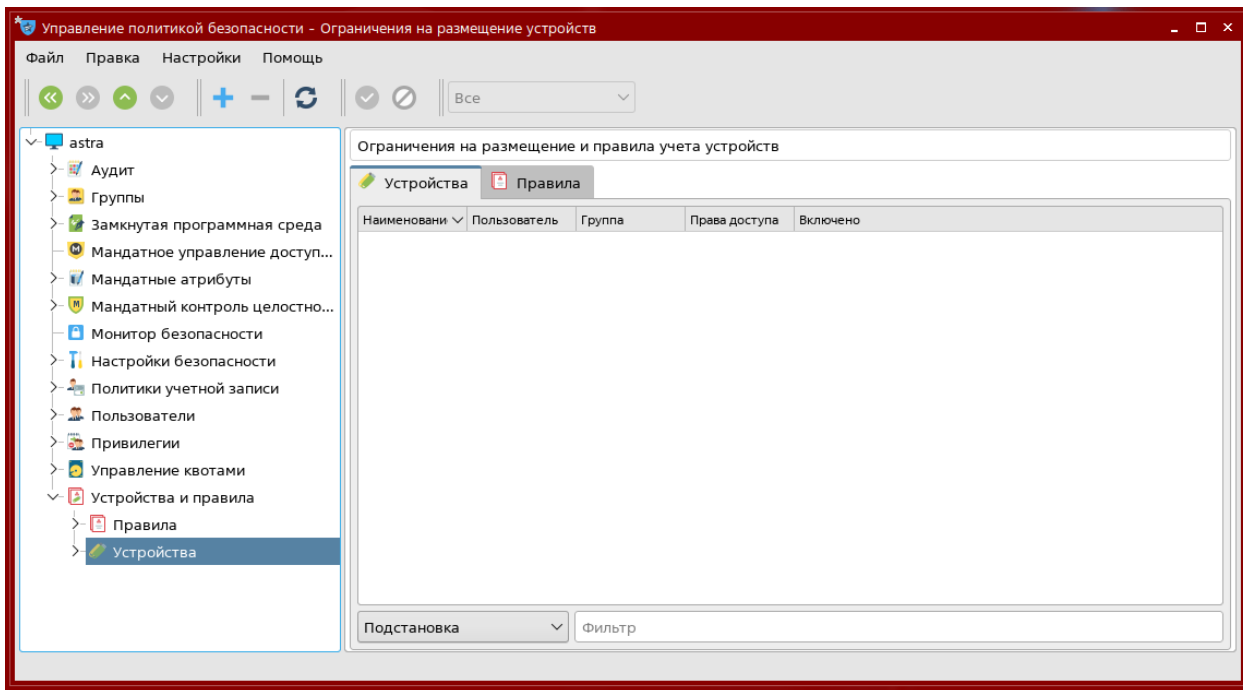 Управление политикой безопасности – Ограничения на размещение устройств
Файл Правка Настройки Помощь
Все
astra
Аудит
Группы
Замкнутая программная среда
Мандатное управление доступ...
Мандатные атрибуты
Мандатный контроль целостно...
Монитор безопасности
Настройки безопасности
Политики учетной записи
Пользователи
Привилегии
Управление квотами
Устройства и правила
Правила
Устройства
Ограничения на размещение и правила учета устройств
Устройства Правила
Наименовани Пользователь Группа Права доступа Включено
Подстановка Фильтр